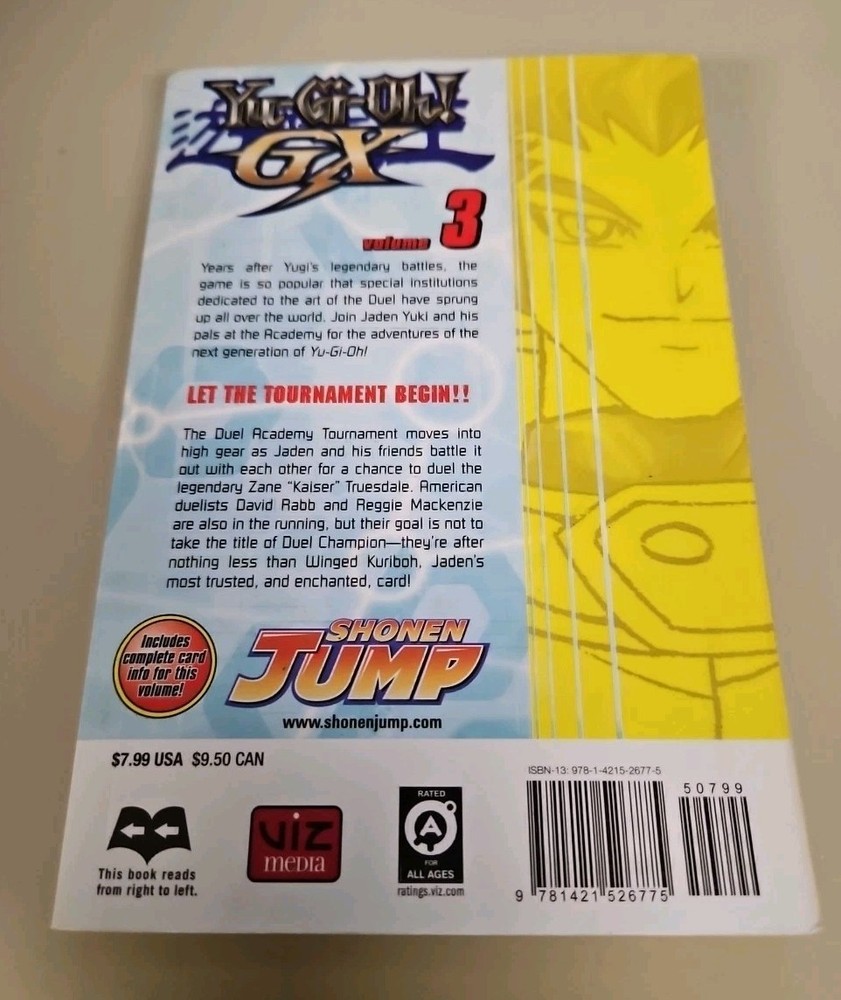 Yu-Gi-Oh!
GX
volume 3
Years after Yugi's legendary battles, the
game is so popular that special institutions
dedicated to the art of the Duel have sprung
up all over the world. Join Jaden Yuki and his
pals at the Academy for the adventures of the
next generation of Yu-Gi-Oh!
LET THE TOURNAMENT BEGIN!!
The Duel Academy Tournament moves into
high gear as Jaden and his friends battle it
out with each other for a chance to duel the
legendary Zane "Kaiser" Truesdale. American
duelists David Rabb and Reggie Mackenzie
are also in the running, but their goal is not to
take the title of Duel Champion—they're after
nothing less than Winged Kuriboh, Jaden's
most trusted, and enchanted, card!
Includes
complete card
info for this
volume!
SHONEN
JUMP
www.shonenjump.com
$7.99 USA $9.50 CAN
This book reads
from right to left.
VIZ
MEDIA
RATED
A
FOR
ALL AGES
ratings.viz.com
ISBN-13: 978-1-4215-2677-5
50799
9 781421 526775